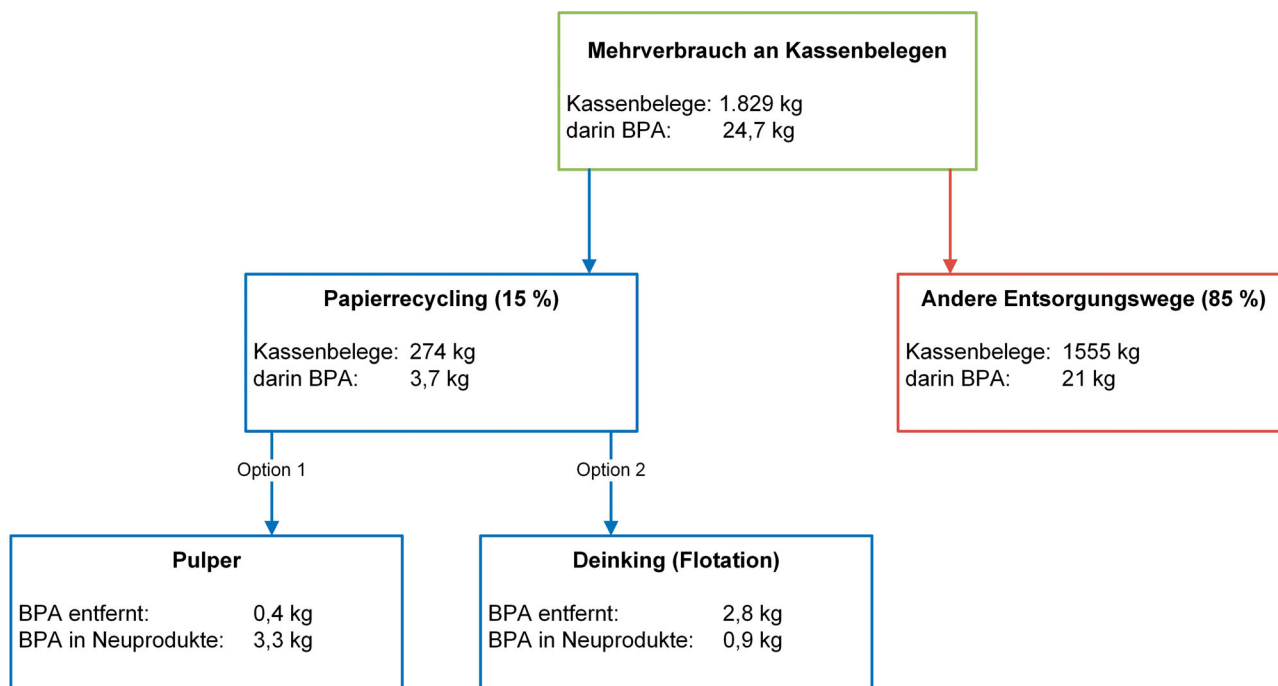 Mehrverbrauch an Kassenbelegen
Kassenbelege: 1.829 kg
darin BPA: 24,7 kg
Papierrecycling (15 %)
Kassenbelege: 274 kg
darin BPA: 3,7 kg
Andere Entsorgungswege (85 %)
Kassenbelege: 1555 kg
darin BPA: 21 kg
Option 1
Option 2
Pulper
BPA entfernt: 0,4 kg
BPA in Neuprodukte: 3,3 kg
Deinking (Flotation)
BPA entfernt: 2,8 kg
BPA in Neuprodukte: 0,9 kg